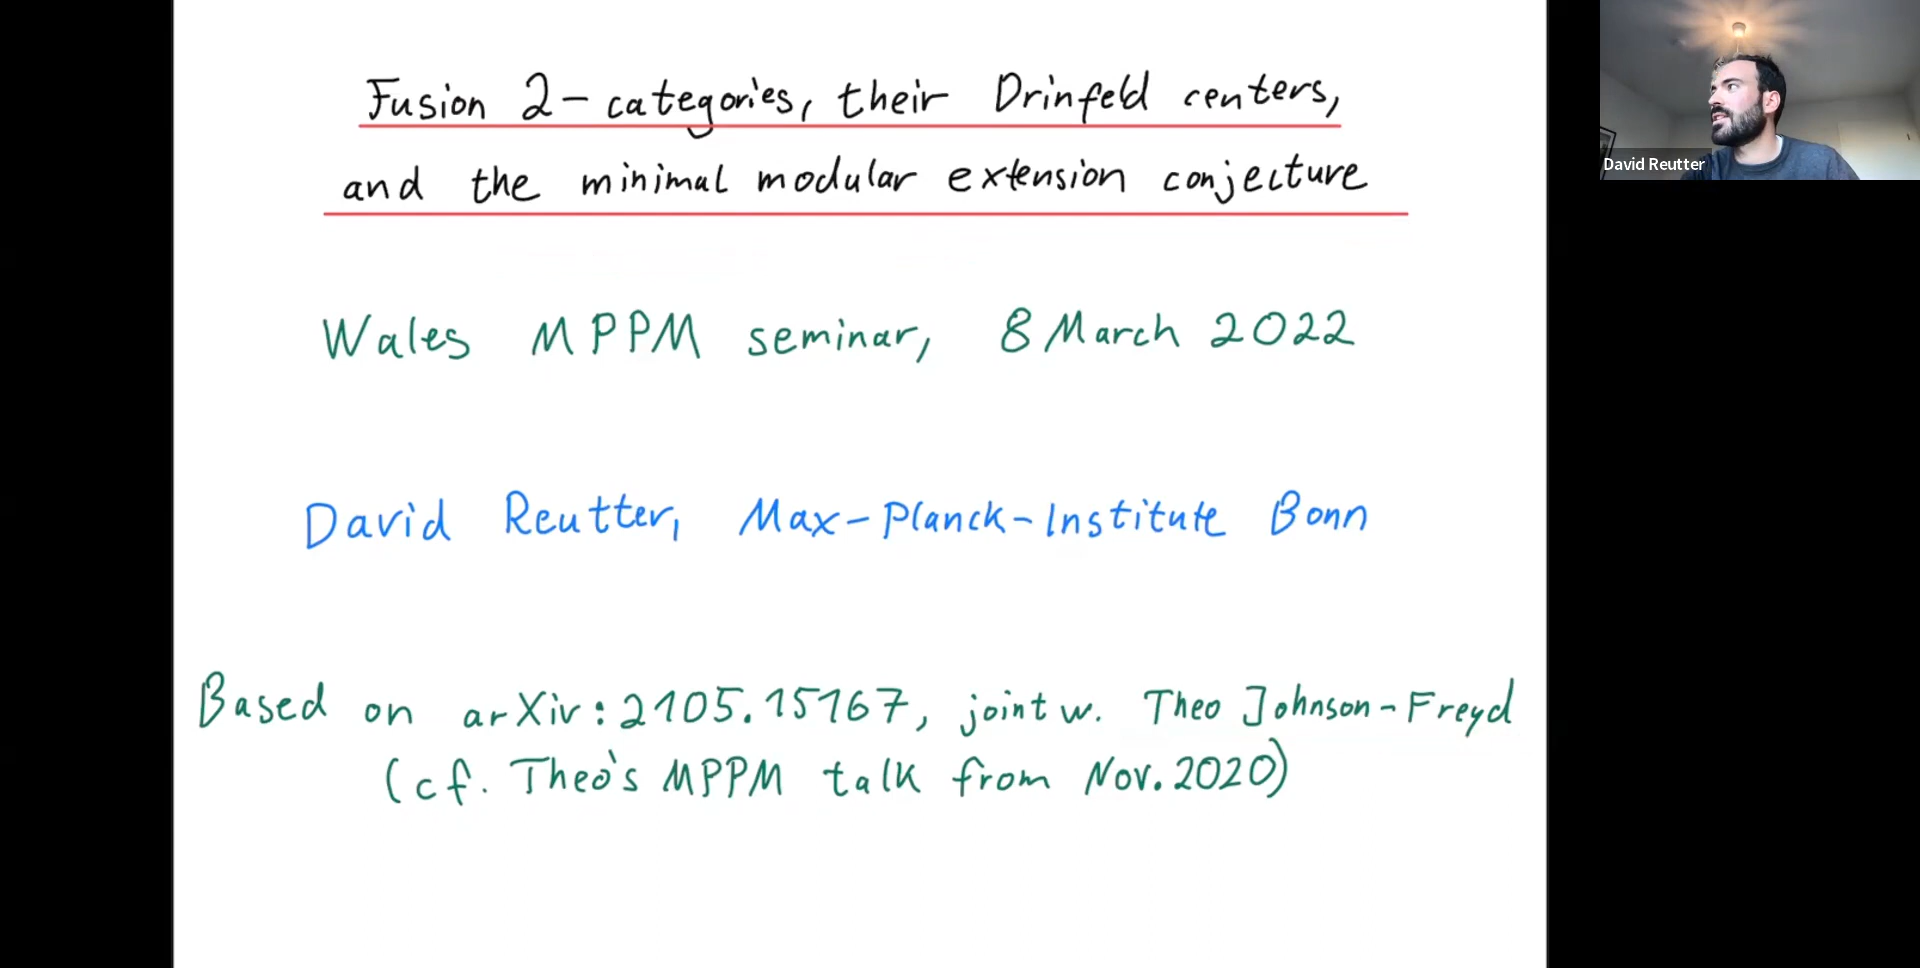 Fusion 2-categories, their Drinfeld centers,
and the minimal modular extension conjecture
Wales MPPM seminar, 8 March 2022
David Reutter, Max-Planck-Institute Bonn
Based on arXiv:2105.15167, joint w. Theo Johnson-Freyd
(cf. Theo's MPPM talk from Nov. 2020)
David Reutter